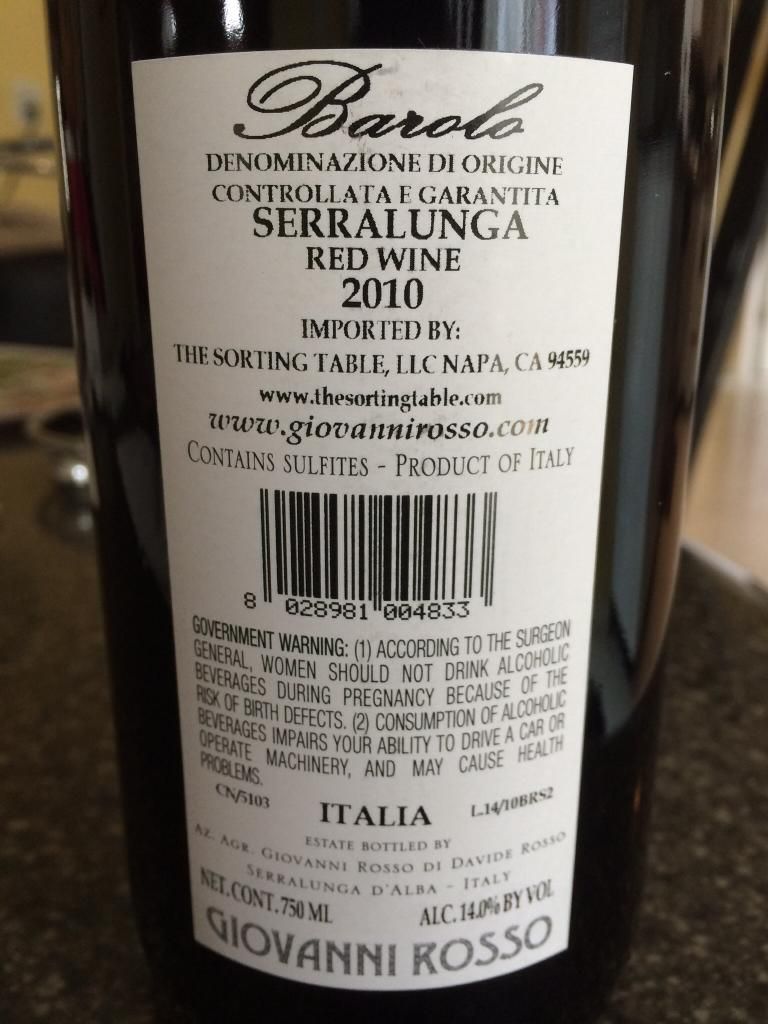 Barolo
DENOMINAZIONE DI ORIGINE
CONTROLLATA E GARANTITA
SERRALUNGA
RED WINE
2010
IMPORTED BY:
THE SORTING TABLE, LLC NAPA, CA 94559
www.thesortingtable.com
www.giovannirosso.com
CONTAINS SULFITES - PRODUCT OF ITALY
8 028981 004833
GOVERNMENT WARNING: (1) ACCORDING TO THE SURGEON
GENERAL, WOMEN SHOULD NOT DRINK ALCOHOLIC
BEVERAGES DURING PREGNANCY BECAUSE OF THE
RISK OF BIRTH DEFECTS. (2) CONSUMPTION OF ALCOHOLIC
BEVERAGES IMPAIRS YOUR ABILITY TO DRIVE A CAR OR
OPERATE MACHINERY, AND MAY CAUSE HEALTH
PROBLEMS.
CN/5103 ITALIA L.14/10BRS2
ESTATE BOTTLED BY
AZ. AGR. GIOVANNI ROSSO DI DAVIDE ROSSO
SERRALUNGA D'ALBA - ITALY
NET. CONT. 750 ML ALC. 14.0% BY VOL
GIOVANNI ROSSO